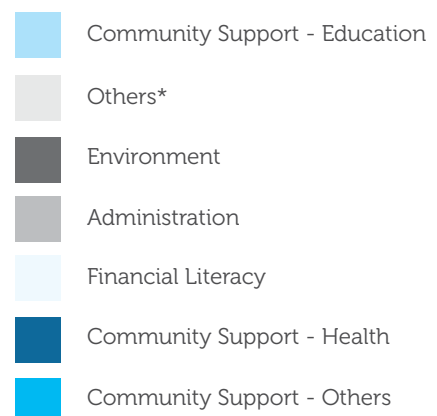 Community Support - Education
Others*
Environment
Administration
Financial Literacy
Community Support - Health
Community Support - Others